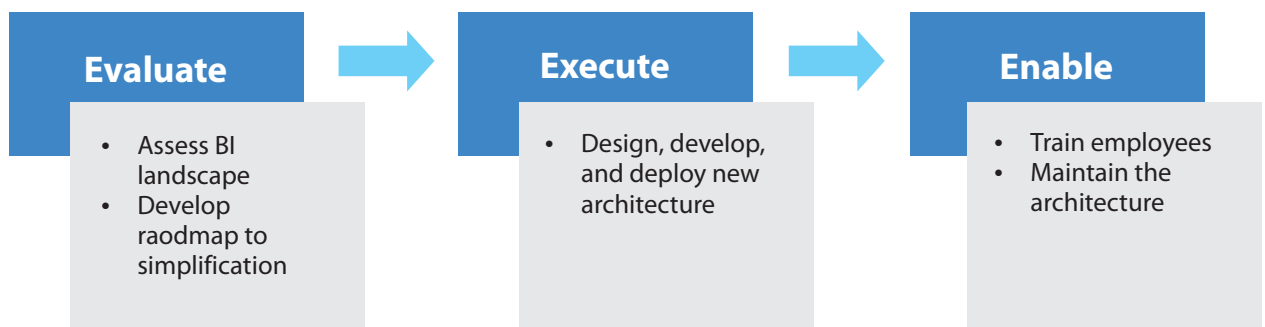 Evaluate
• Assess BI
landscape
• Develop
raodmap to
simplification
Execute
• Design, develop,
and deploy new
architecture
Enable
• Train employees
• Maintain the
architecture